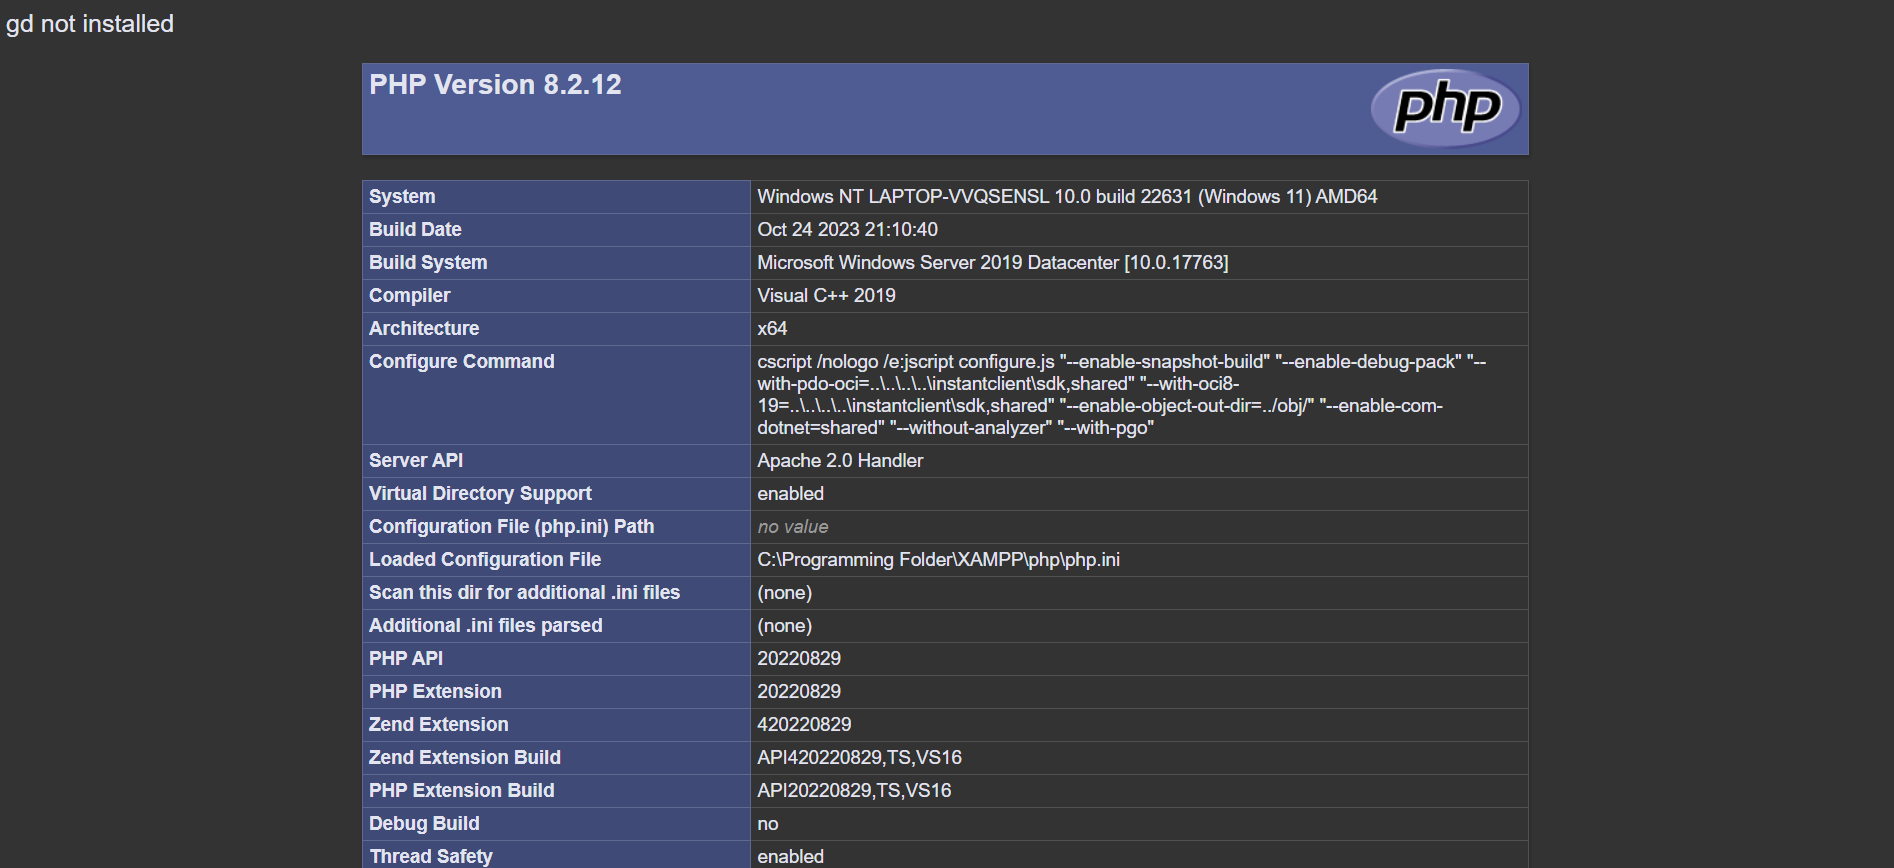 gd not installed
PHP Version 8.2.12
php
System Windows NT LAPTOP-VVQSENSL 10.0 build 22631 (Windows 11) AMD64
Build Date Oct 24 2023 21:10:40
Build System Microsoft Windows Server 2019 Datacenter [10.0.17763]
Compiler Visual C++ 2019
Architecture x64
Configure Command cscript /nologo /e:jscript configure.js "--enable-snapshot-build" "--enable-debug-pack" "--
with-pdo-oci=..\..\..\..\instantclient\sdk,shared" "--with-oci8-
19=..\..\..\..\instantclient\sdk,shared" "--enable-object-out-dir=../obj/" "--enable-com-
dotnet=shared" "--without-analyzer" "--with-pgo"
Server API Apache 2.0 Handler
Virtual Directory Support enabled
Configuration File (php.ini) Path no value
Loaded Configuration File C:\Programming Folder\XAMPP\php\php.ini
Scan this dir for additional .ini files (none)
Additional .ini files parsed (none)
PHP API 20220829
PHP Extension 20220829
Zend Extension 420220829
Zend Extension Build API420220829,TS,VS16
PHP Extension Build API20220829,TS,VS16
Debug Build no
Thread Safety enabled